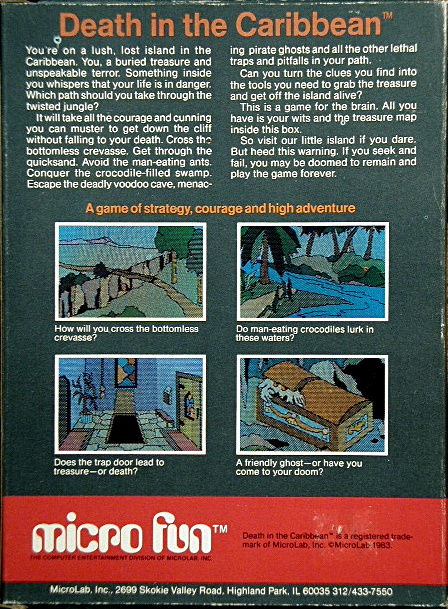 Death in the Caribbean™
You're on a lush, lost island in the
Caribbean. You, a buried treasure and
unspeakable terror. Something inside
you whispers that your life is in danger.
Which path should you take through the
twisted jungle?
It will take all the courage and cunning
you can muster to get down the cliff
without falling to your death. Cross the
bottomless crevasse. Get through the
quicksand. Avoid the man-eating ants.
Conquer the crocodile-filled swamp.
Escape the deadly voodoo cave, menac-
ing pirate ghosts and all the other lethal
traps and pitfalls in your path.
Can you turn the clues you find into
the tools you need to grab the treasure
and get off the island alive?
This is a game for the brain. All you
have is your wits and the treasure map
inside this box.
So visit our little island if you dare.
But heed this warning. If you seek and
fail, you may be doomed to remain and
play the game forever.
A game of strategy, courage and high adventure
How will you cross the bottomless
crevasse?
Do man-eating crocodiles lurk in
these waters?
Does the trap door lead to
treasure—or death?
A friendly ghost—or have you
come to your doom?
micro fun™
THE COMPUTER ENTERTAINMENT DIVISION OF MICROLAB, INC.
Death in the Caribbean is a registered trade-
mark of MicroLab, Inc. ©MicroLab 1983.
MicroLab, Inc., 2699 Skokie Valley Road, Highland Park, IL 60035 312/433-7550